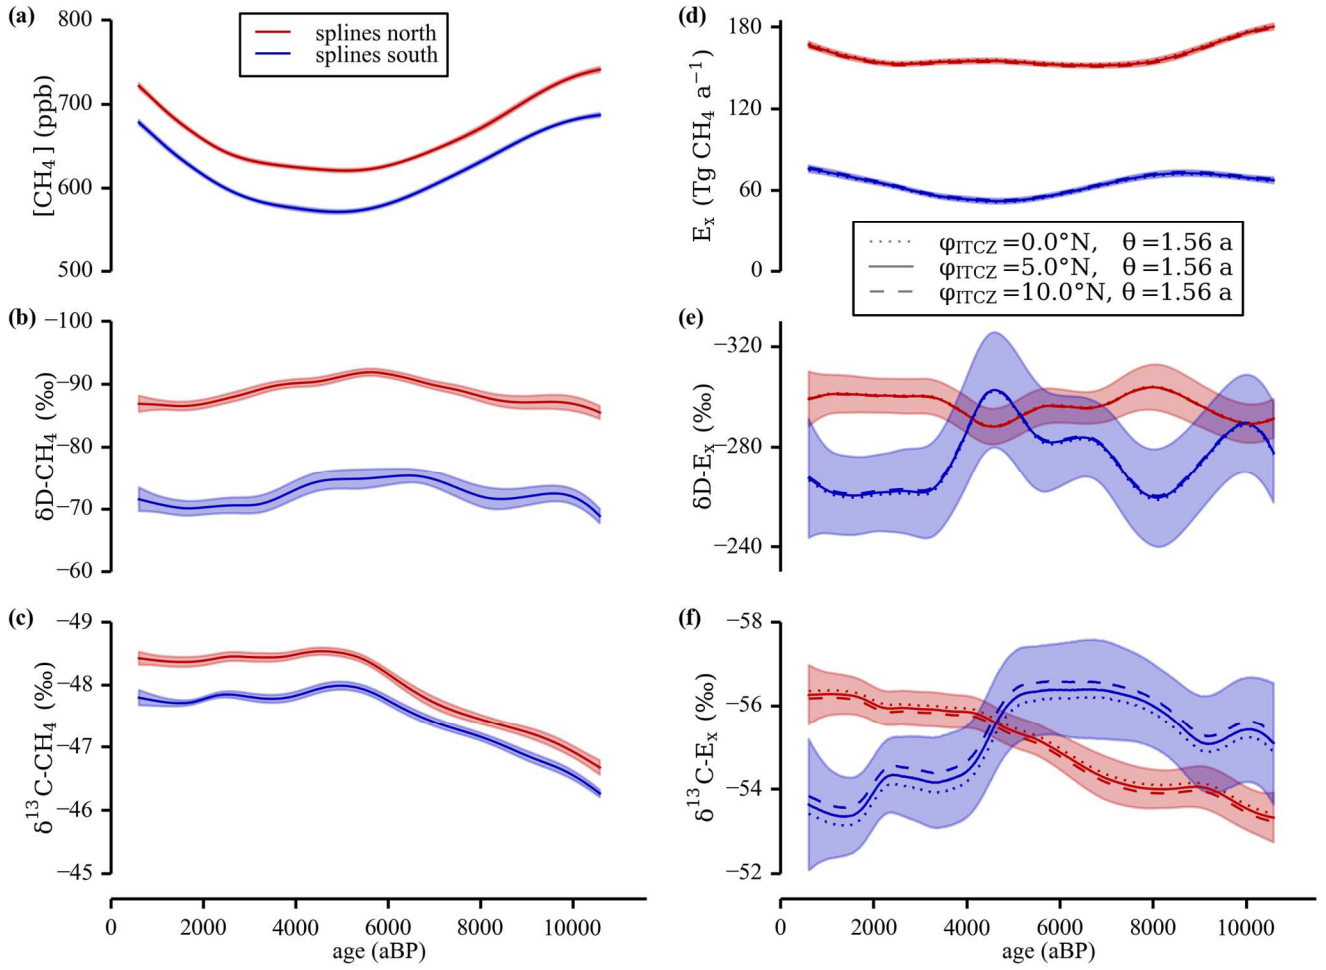 (a)
800
700
600
500
[CH₄] (ppb)
splines north
splines south
(b)
−100
−90
−80
−70
−60
δD-CH₄ (‰)
(c)
−49
−48
−47
−46
−45
δ¹³C-CH₄ (‰)
0 2000 4000 6000 8000 10000
age (aBP)
(d)
180
120
60
0
Eₓ (Tg CH₄ a⁻¹)
φITCZ =0.0°N, θ =1.56 a
φITCZ =5.0°N, θ =1.56 a
φITCZ =10.0°N, θ =1.56 a
(e)
−320
−280
−240
δD-Eₓ (‰)
(f)
−58
−56
−54
−52
δ¹³C-Eₓ (‰)
0 2000 4000 6000 8000 10000
age (aBP)